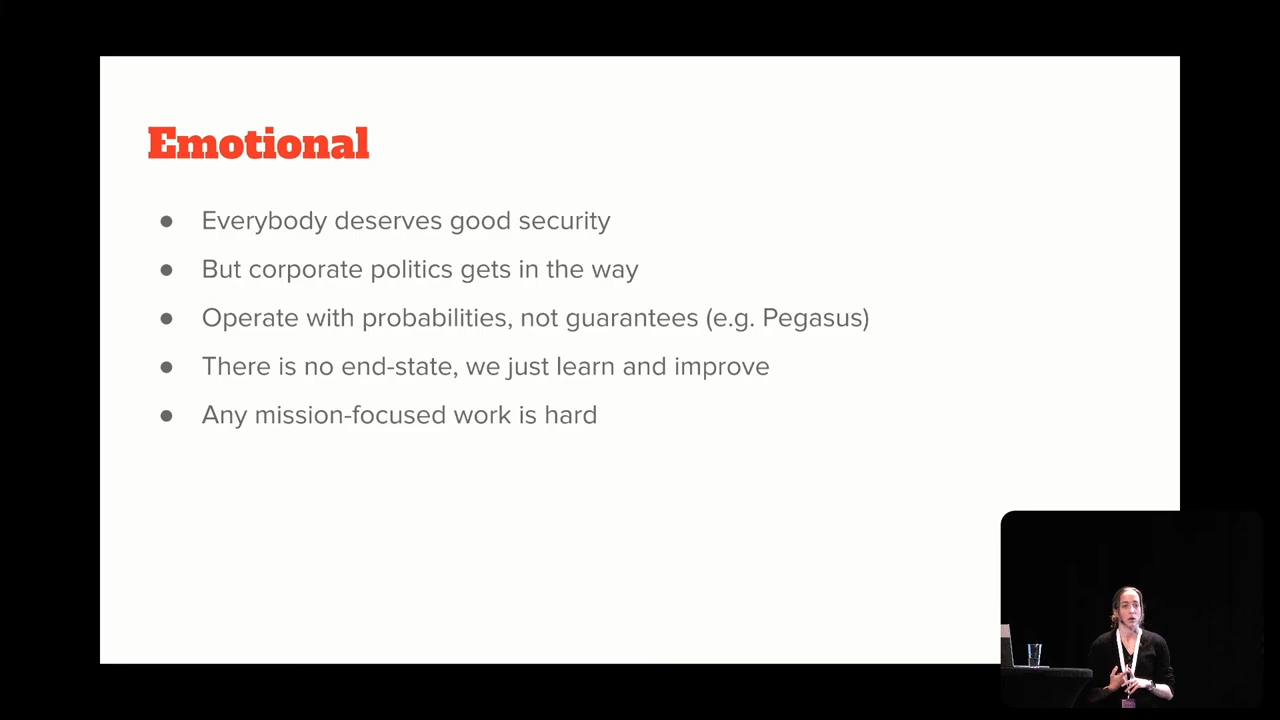 Emotional
● Everybody deserves good security
● But corporate politics gets in the way
● Operate with probabilities, not guarantees (e.g. Pegasus)
● There is no end-state, we just learn and improve
● Any mission-focused work is hard